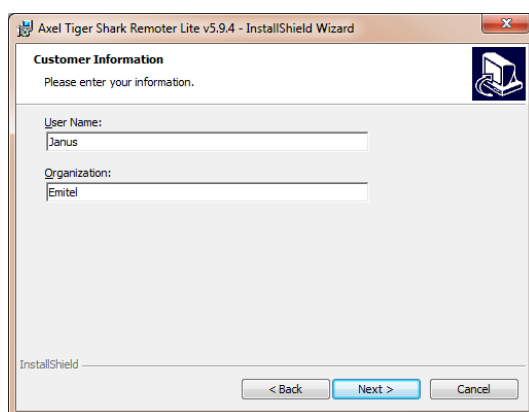 Axel Tiger Shark Remoter Lite v5.9.4 - InstallShield Wizard
Customer Information
Please enter your information.
User Name:
Janus
Organization:
Emitel
InstallShield
< Back
Next >
Cancel